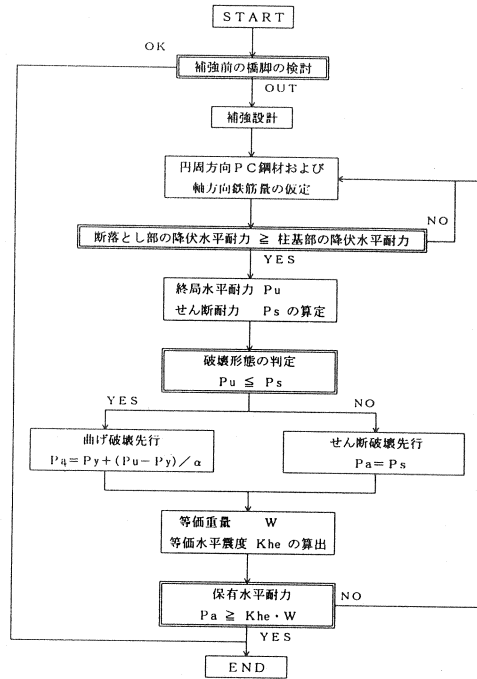 START
OK
補強前の橋脚の検討
OUT
補強設計
円周方向PC鋼材および
軸方向鉄筋量の仮定
NO
断落とし部の降伏水平耐力 ≧ 柱基部の降伏水平耐力
YES
終局水平耐力 Pu
せん断耐力 Ps の算定
破壊形態の判定
Pu ≦ Ps
YES
NO
曲げ破壊先行
Pa=Py+(Pu-Py)/α
せん断破壊先行
Pa=Ps
等価重量 W
等価水平震度 Khe の算出
保有水平耐力
Pa ≧ Khe・W
NO
YES
END